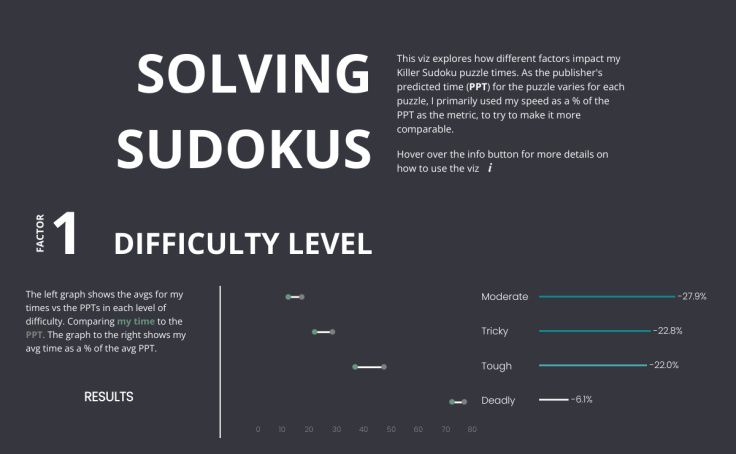 SOLVING
SUDOKUS
This viz explores how different factors impact my
Killer Sudoku puzzle times. As the publisher's
predicted time (PPT) for the puzzle varies for each
puzzle, I primarily used my speed as a % of the
PPT as the metric, to try to make it more
comparable.
Hover over the info button for more details on
how to use the viz i
FACTOR
1 DIFFICULTY LEVEL
The left graph shows the avgs for my
times vs the PPTs in each level of
difficulty. Comparing my time to the
PPT. The graph to the right shows my
avg time as a % of the avg PPT.
RESULTS
Moderate -27.9%
Tricky -22.8%
Tough -22.0%
Deadly -6.1%
0 10 20 30 40 50 60 70 80